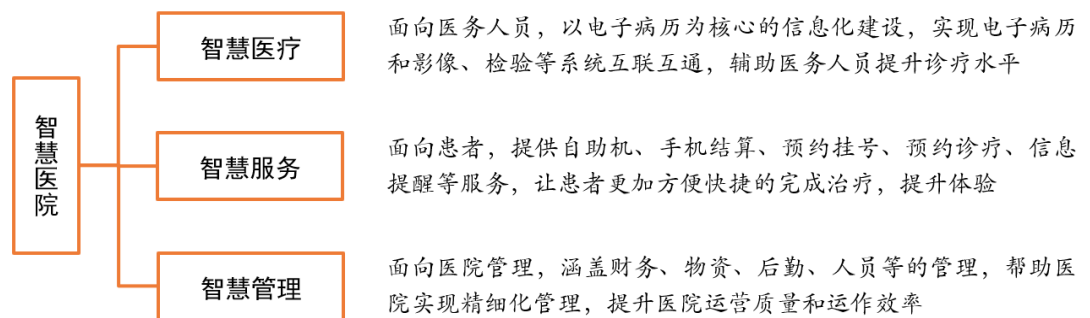 智慧医院
智慧医疗
面向医务人员，以电子病历为核心的信息化建设，实现电子病历
和影像、检验等系统互联互通，辅助医务人员提升诊疗水平
智慧服务
面向患者，提供自助机、手机结算、预约挂号、预约诊疗、信息
提醒等服务，让患者更加方便快捷的完成治疗，提升体验
智慧管理
面向医院管理，涵盖财务、物资、后勤、人员等的管理，帮助医
院实现精细化管理，提升医院运营质量和运作效率